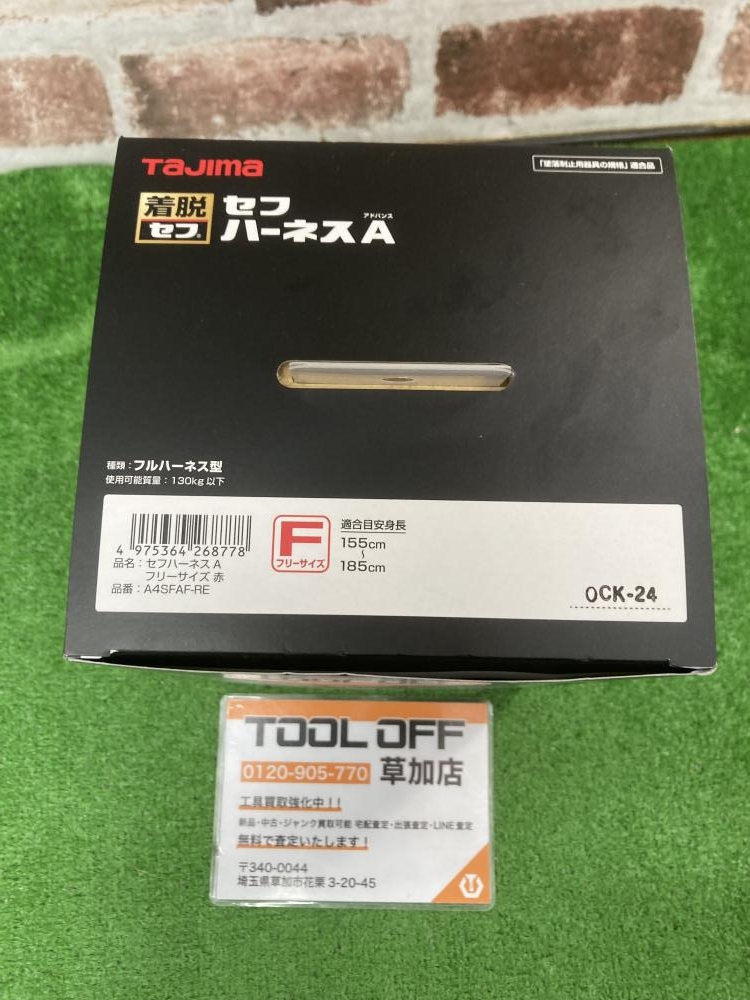 TaJIma
「墜落制止用器具の規格」適合品
着脱
セフ®
セフ
ハーネスA
アドバンス
種類：フルハーネス型
使用可能質量：130kg以下
4 975364 268778
品名：セフハーネス A
フリーサイズ 赤
品番：A4SFAF-RE
F
フリーサイズ
適合目安身長
155cm
～
185cm
OCK-24
TOOL OFF
0120-905-770 草加店
工具買取強化中！！
新品・中古・ジャンク買取可能 宅配査定・出張査定・LINE査定
無料で査定いたします！
〒340-0044
埼玉県草加市花栗 3-20-45